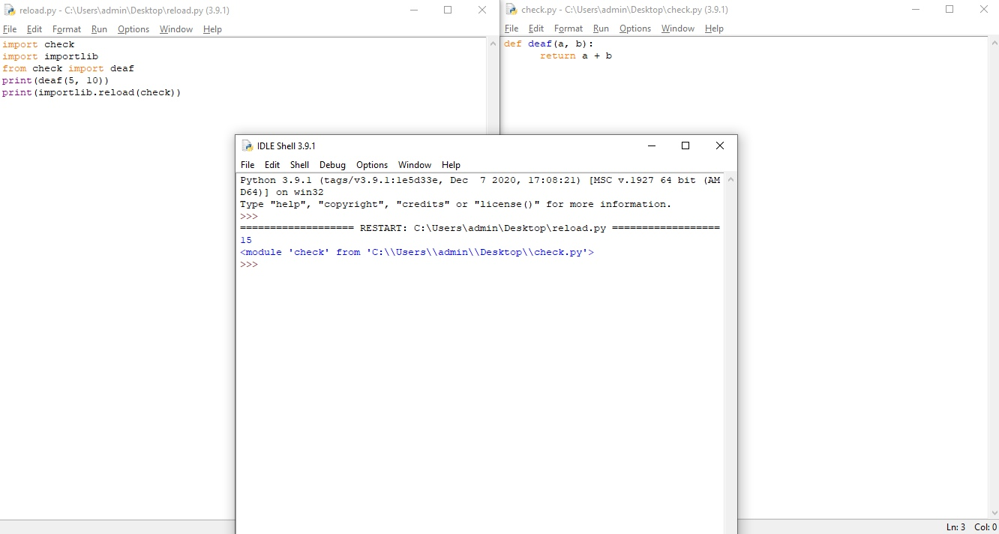 reload.py - C:\Users\admin\Desktop\reload.py (3.9.1)
File Edit Format Run Options Window Help
import check
import importlib
from check import deaf
print(deaf(5, 10))
print(importlib.reload(check))
check.py - C:\Users\admin\Desktop\check.py (3.9.1)
File Edit Format Run Options Window Help
def deaf(a, b):
      return a + b
IDLE Shell 3.9.1
File Edit Shell Debug Options Window Help
Python 3.9.1 (tags/v3.9.1:1e5d33e, Dec  7 2020, 17:08:21) [MSC v.1927 64 bit (AM
D64)] on win32
Type "help", "copyright", "credits" or "license()" for more information.
>>>
=================== RESTART: C:\Users\admin\Desktop\reload.py ==================
15
<module 'check' from 'C:\\Users\\admin\\Desktop\\check.py'>
>>>
Ln: 3 Col: 0